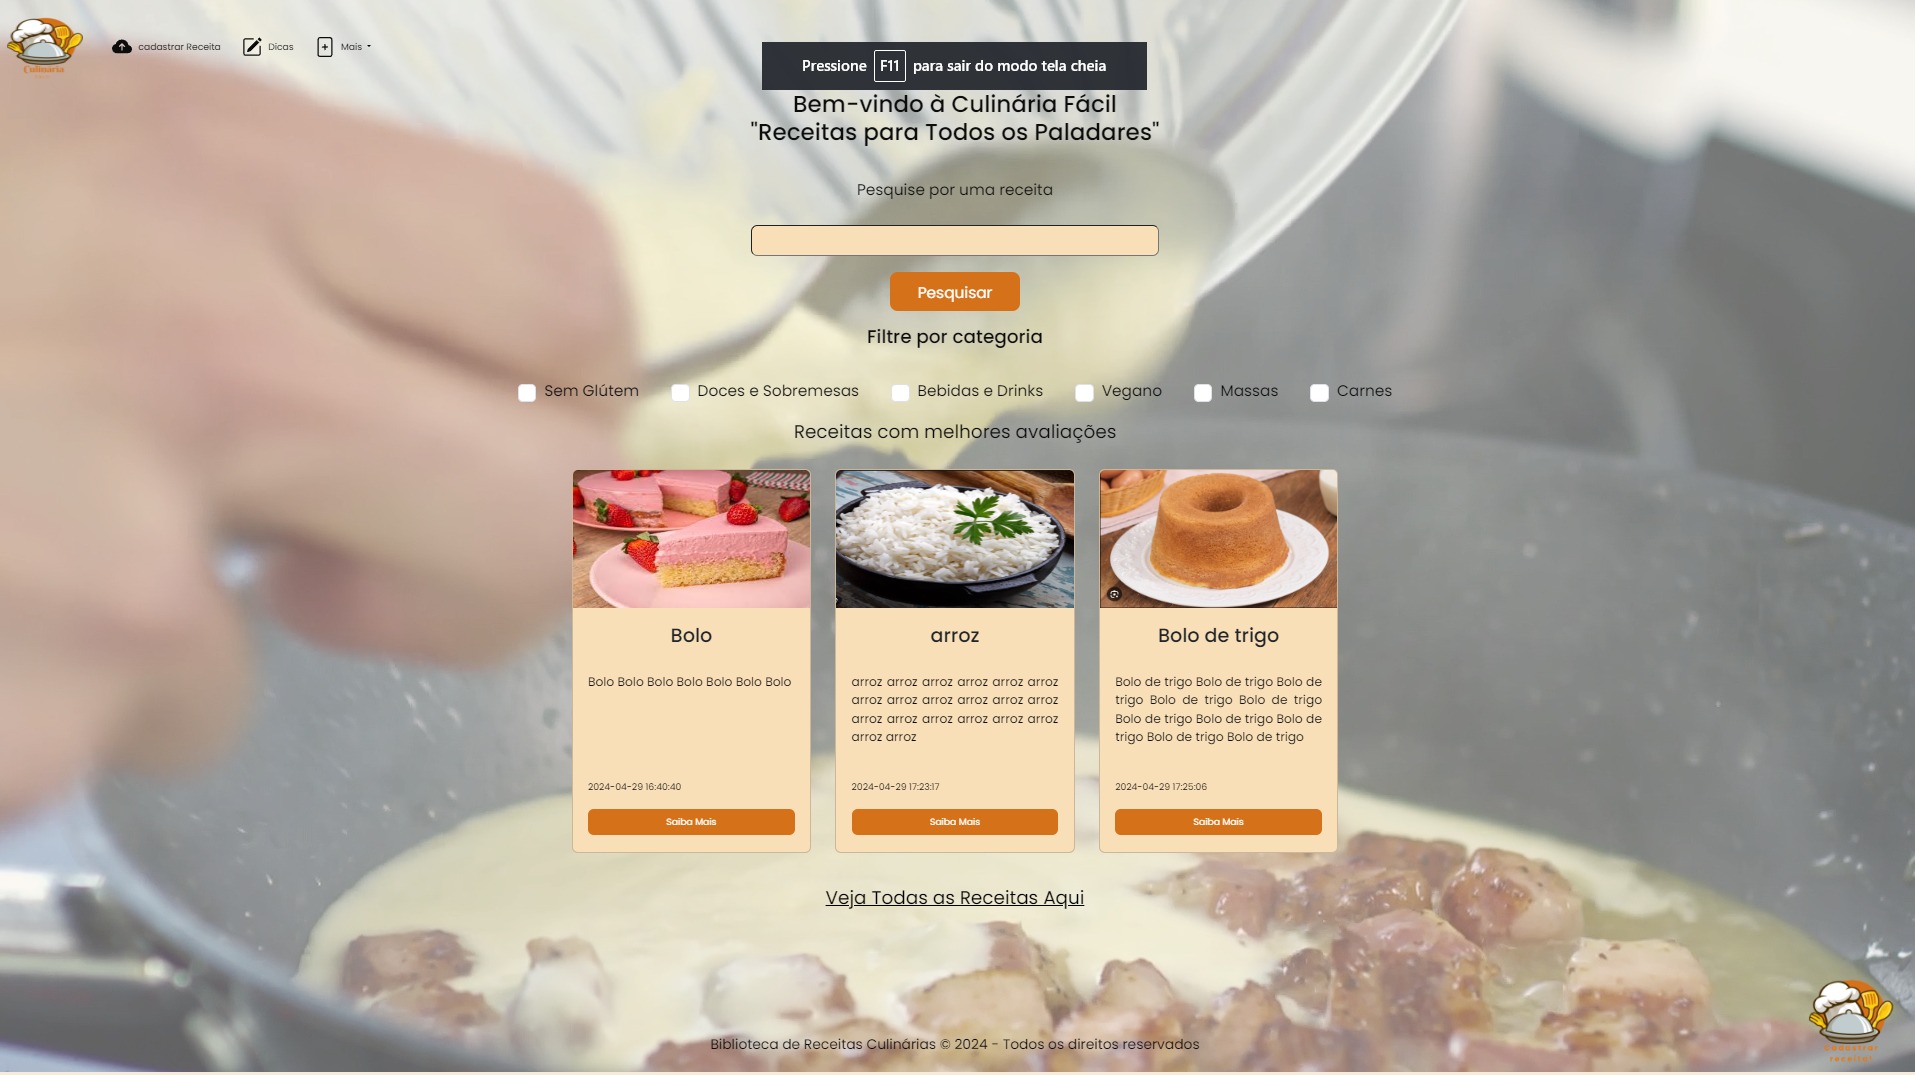 Culinária
cadastrar Receita
Dicas
Mais
Pressione F11 para sair do modo tela cheia
Bem-vindo à Culinária Fácil
"Receitas para Todos os Paladares"
Pesquise por uma receita
Pesquisar
Filtre por categoria
Sem Glútem
Doces e Sobremesas
Bebidas e Drinks
Vegano
Massas
Carnes
Receitas com melhores avaliações
Bolo
Bolo Bolo Bolo Bolo Bolo Bolo Bolo
2024-04-29 16:40:40
Saiba Mais
arroz
arroz arroz arroz arroz arroz arroz
arroz arroz arroz arroz arroz arroz
arroz arroz arroz arroz arroz arroz
arroz arroz
2024-04-29 17:23:17
Saiba Mais
Bolo de trigo
Bolo de trigo Bolo de trigo Bolo de
trigo Bolo de trigo Bolo de trigo
Bolo de trigo Bolo de trigo Bolo de
trigo Bolo de trigo Bolo de trigo
2024-04-29 17:25:06
Saiba Mais
Veja Todas as Receitas Aqui
Biblioteca de Receitas Culinárias © 2024 - Todos os direitos reservados
cadastrar
receita!